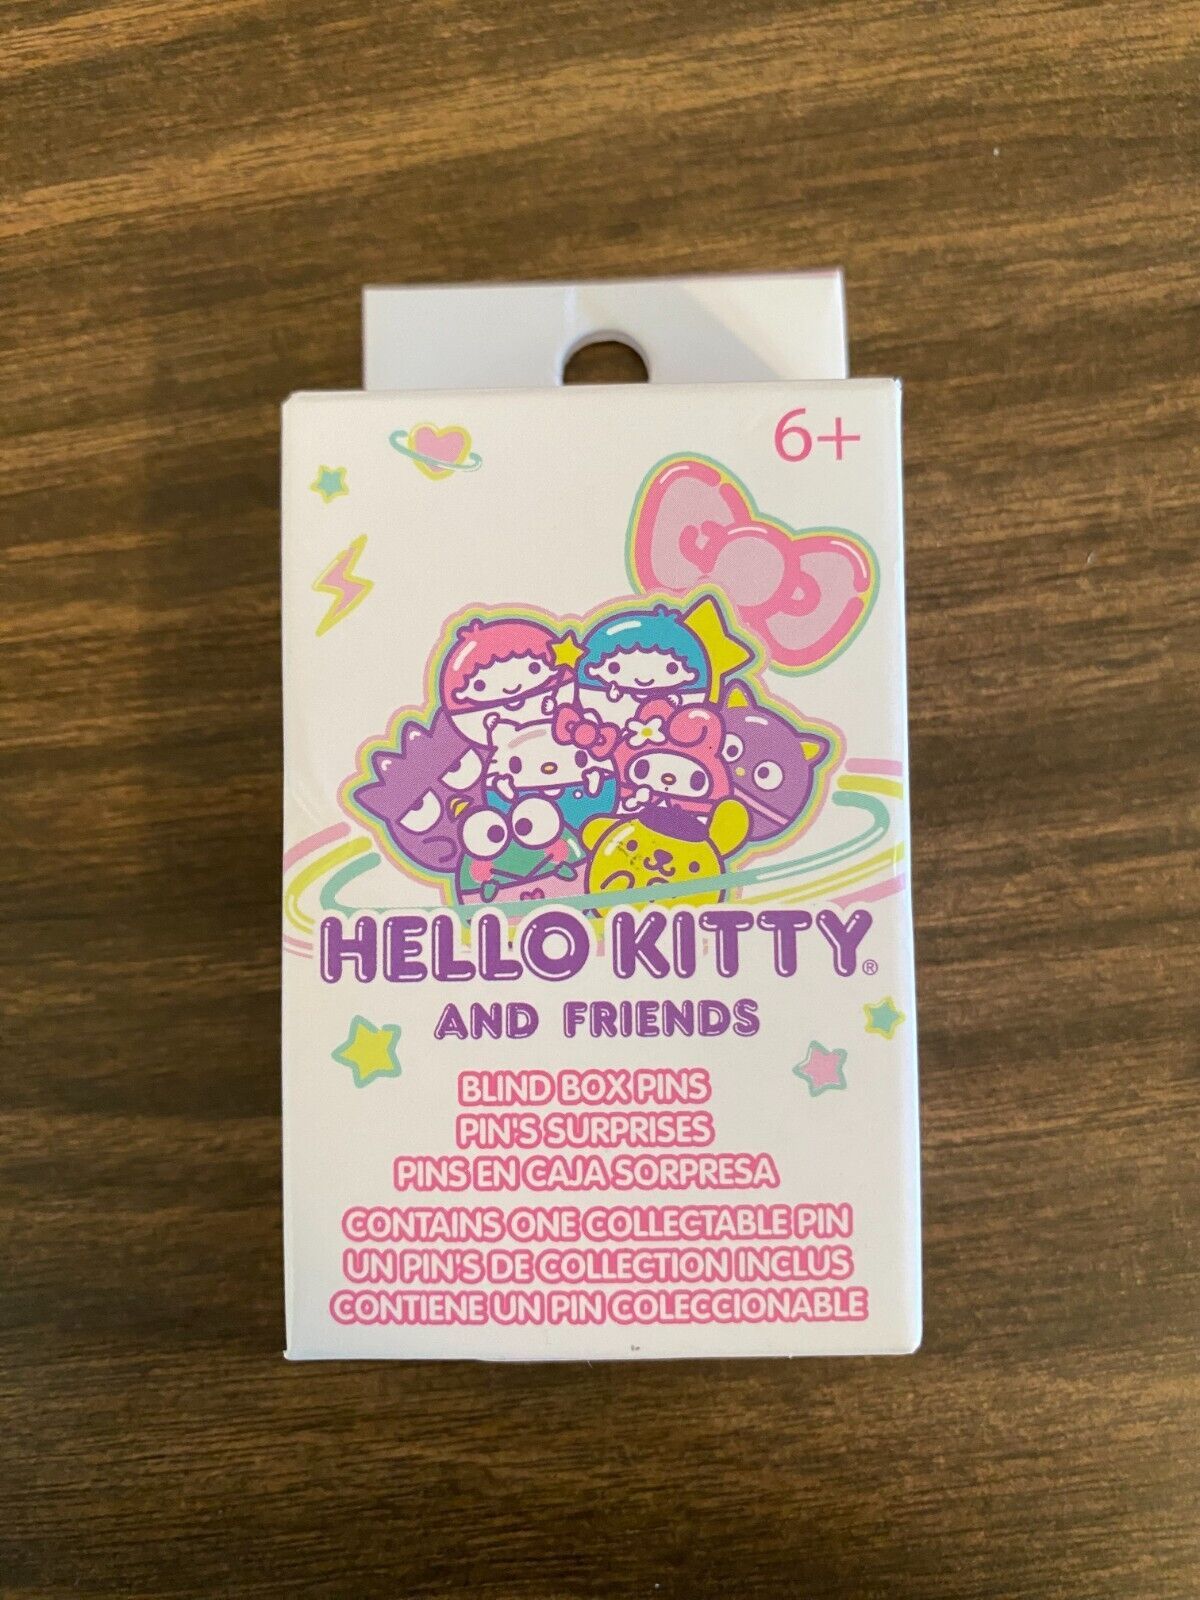 6+
HELLO KITTY®
AND FRIENDS
BLIND BOX PINS
PIN'S SURPRISES
PINS EN CAJA SORPRESA
CONTAINS ONE COLLECTABLE PIN
UN PIN'S DE COLLECTION INCLUS
CONTIENE UN PIN COLECCIONABLE